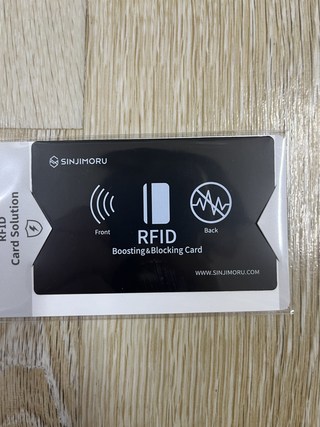 RFID
Card Solution
SINJIMORU
Front
Back
RFID
Boosting&Blocking Card
WWW.SINJIMORU.COM